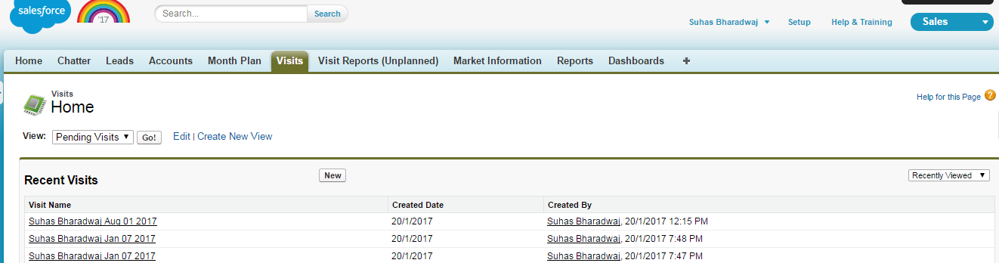 salesforce
'17
Search...
Search
Suhas Bharadwaj
Setup
Help & Training
Sales
Home Chatter Leads Accounts Month Plan Visits Visit Reports (Unplanned) Market Information Reports Dashboards +
Visits
Home
Help for this Page ?
View: Pending Visits Go! Edit | Create New View
Recent Visits New Recently Viewed
Visit Name Created Date Created By
Suhas Bharadwaj Aug 01 2017 20/1/2017 Suhas Bharadwaj, 20/1/2017 12:15 PM
Suhas Bharadwaj Jan 07 2017 20/1/2017 Suhas Bharadwaj, 20/1/2017 7:48 PM
Suhas Bharadwaj Jan 07 2017 20/1/2017 Suhas Bharadwaj, 20/1/2017 7:47 PM